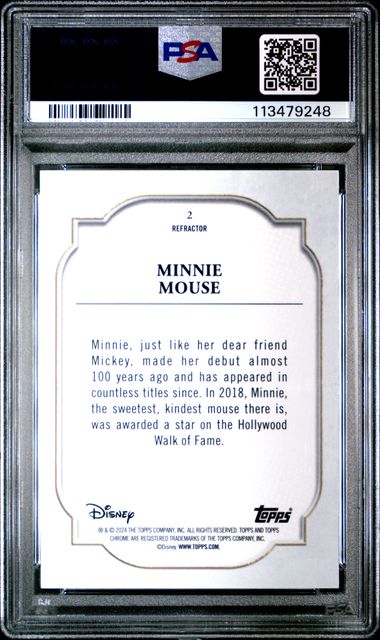 PSA
113479248
2
REFRACTOR
MINNIE
MOUSE
Minnie, just like her dear friend
Mickey, made her debut almost
100 years ago and has appeared in
countless titles since. In 2018, Minnie,
the sweetest, kindest mouse there is,
was awarded a star on the Hollywood
Walk of Fame.
Disney Topps
® & © 2024 THE TOPPS COMPANY, INC. ALL RIGHTS RESERVED. TOPPS AND TOPPS
CHROME ARE REGISTERED TRADEMARKS OF THE TOPPS COMPANY, INC.
©Disney WWW.TOPPS.COM.
PSA